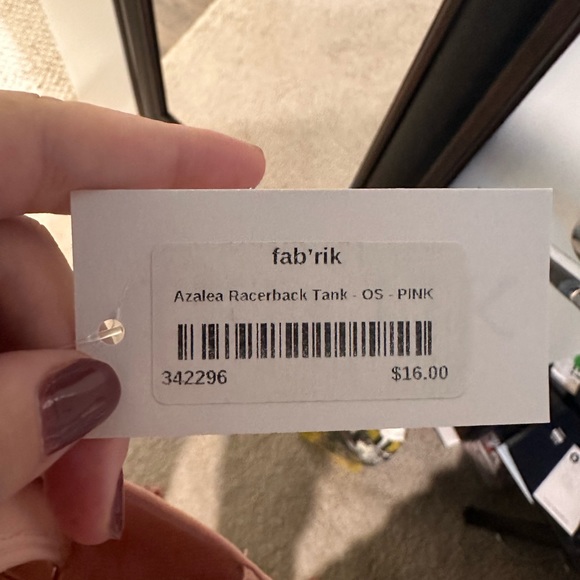 fab'rik
Azalea Racerback Tank - OS - PINK
342296 $16.00